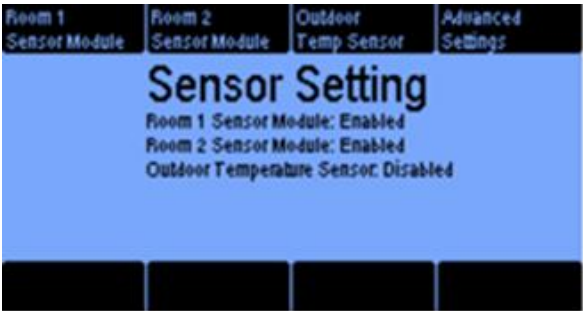 Room 1
Sensor Module
Room 2
Sensor Module
Outdoor
Temp Sensor
Advanced
Settings
Sensor Setting
Room 1 Sensor Module: Enabled
Room 2 Sensor Module: Enabled
Outdoor Temperature Sensor: Disabled